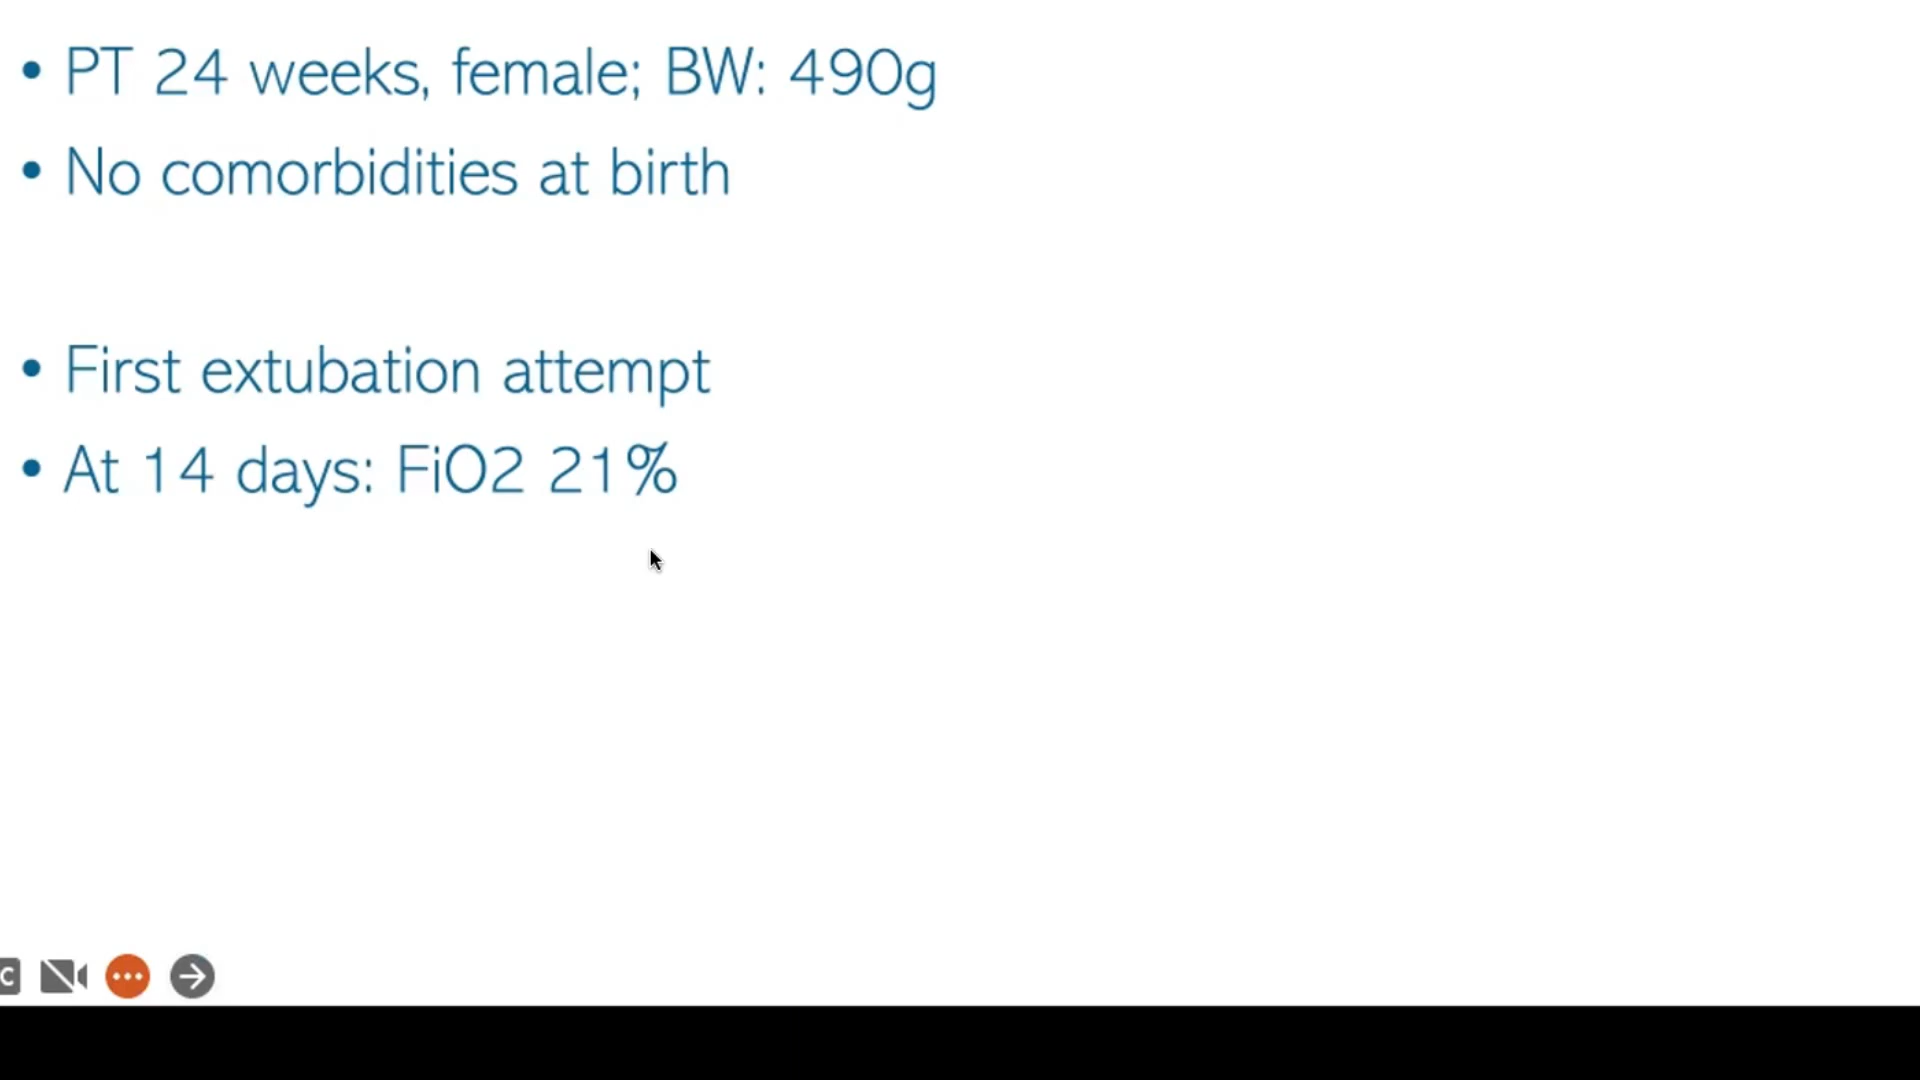 • PT 24 weeks, female; BW: 490g
• No comorbidities at birth
• First extubation attempt
• At 14 days: FiO2 21%
C